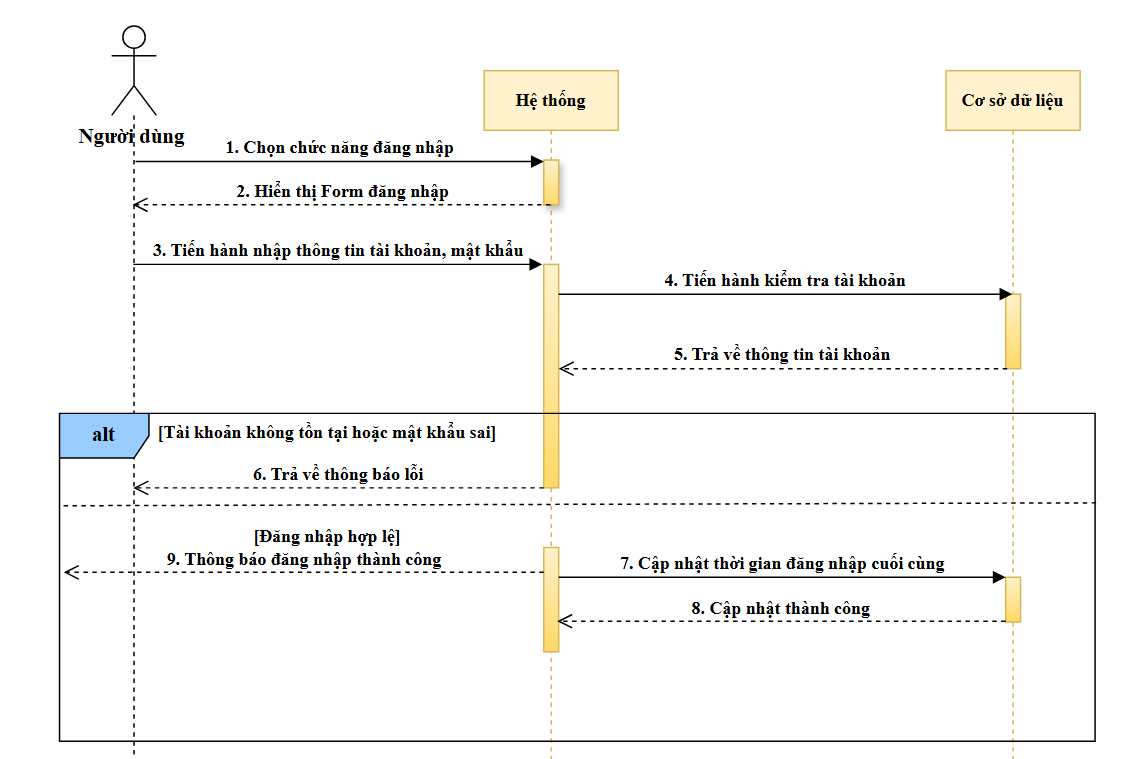 Người dùng
Hệ thống
Cơ sở dữ liệu
1. Chọn chức năng đăng nhập
2. Hiển thị Form đăng nhập
3. Tiến hành nhập thông tin tài khoản, mật khẩu
4. Tiến hành kiểm tra tài khoản
5. Trả về thông tin tài khoản
alt
[Tài khoản không tồn tại hoặc mật khẩu sai]
6. Trả về thông báo lỗi
[Đăng nhập hợp lệ]
9. Thông báo đăng nhập thành công
7. Cập nhật thời gian đăng nhập cuối cùng
8. Cập nhật thành công